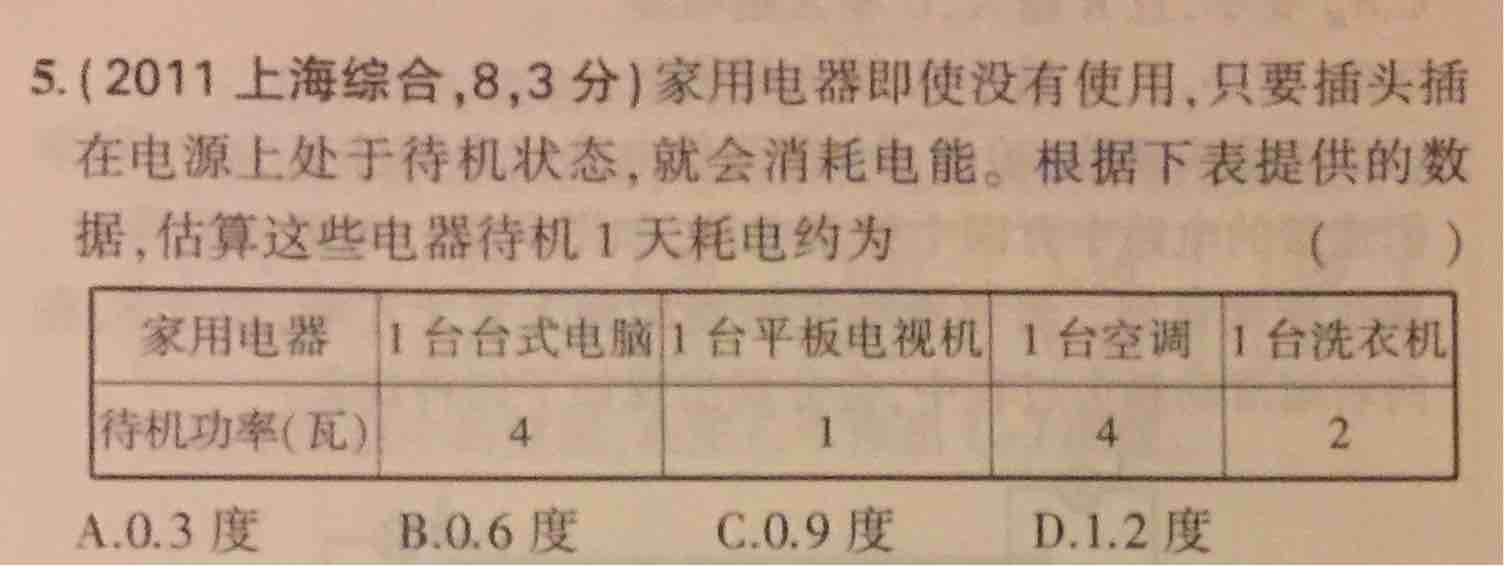 5.(2011上海综合,8,3分)家用电器即使没有使用,只要插头插
在电源上处于待机状态,就会消耗电能。根据下表提供的数
据,估算这些电器待机1天耗电约为 ( )
家用电器 1台台式电脑 1台平板电视机 1台空调 1台洗衣机
待机功率(瓦) 4 1 4 2
A.0.3度 B.0.6度 C.0.9度 D.1.2度